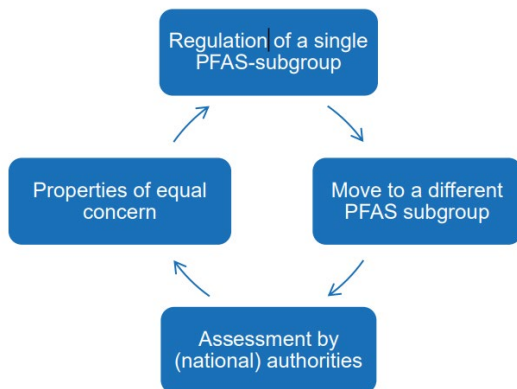 Regulation of a single
PFAS-subgroup
Properties of equal
concern
Move to a different
PFAS subgroup
Assessment by
(national) authorities